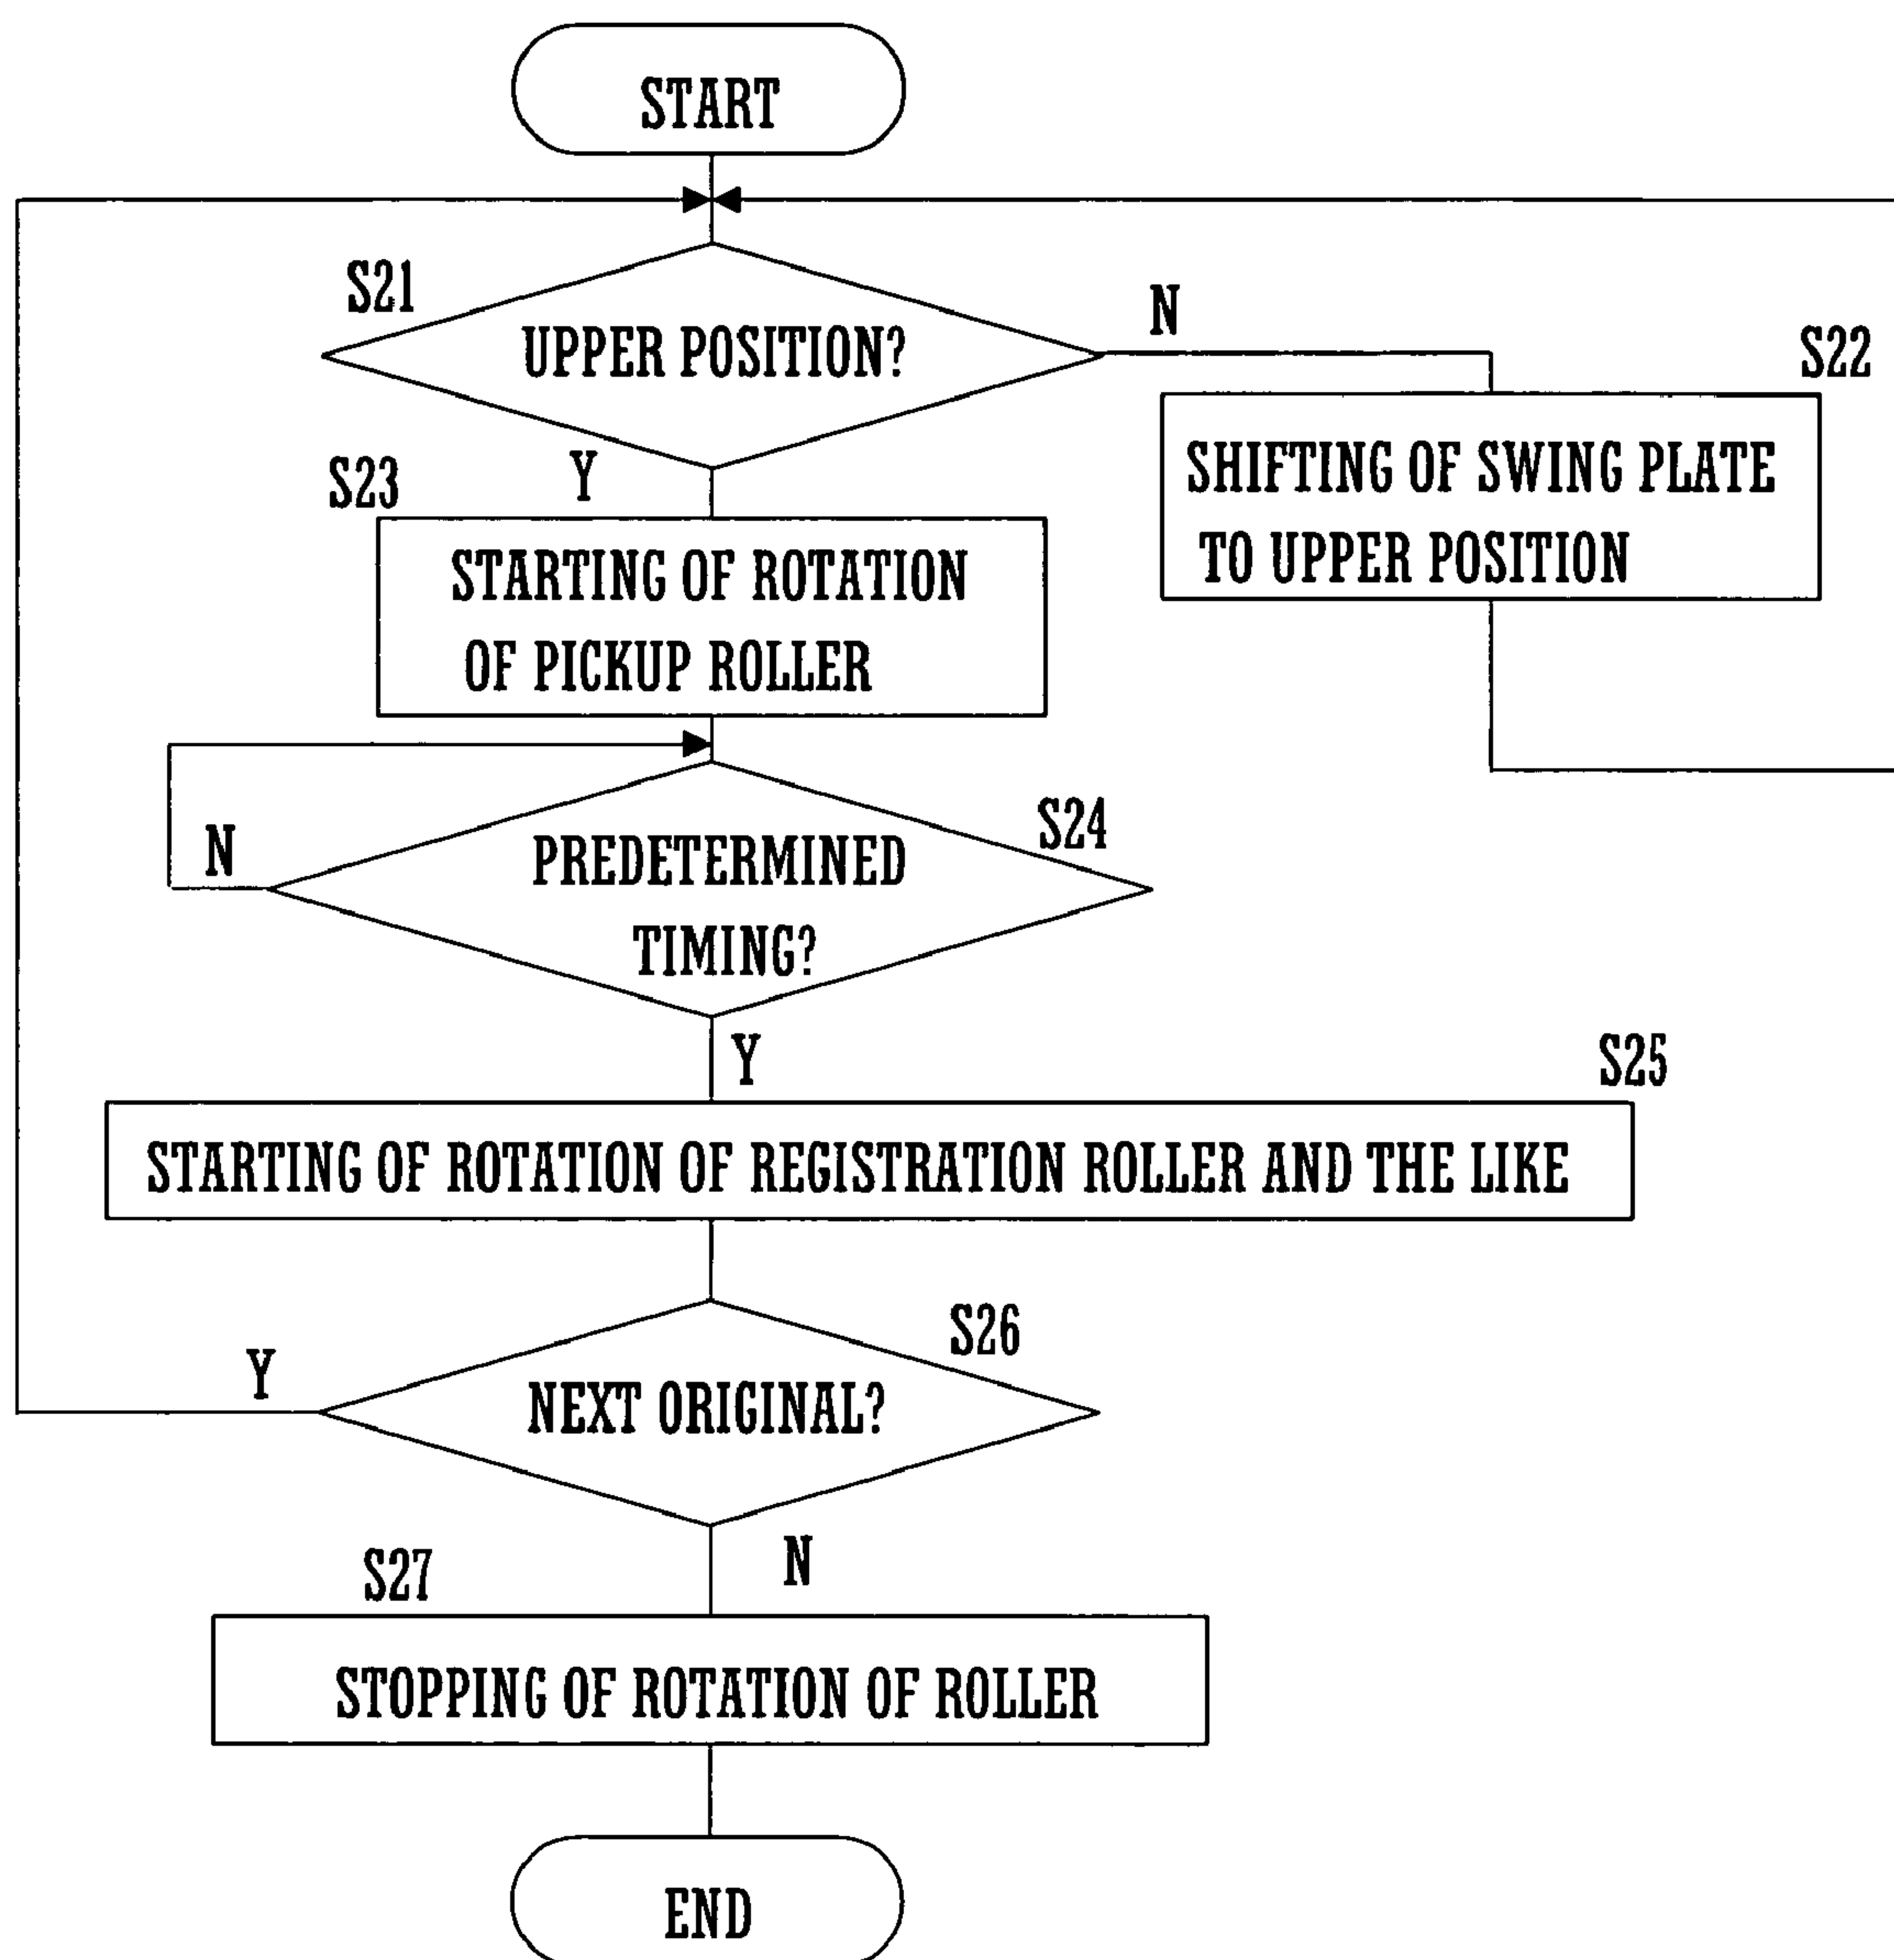 START
S21
UPPER POSITION?
N
S22
SHIFTING OF SWING PLATE
TO UPPER POSITION
Y
S23
STARTING OF ROTATION
OF PICKUP ROLLER
S24
PREDETERMINED
TIMING?
N
Y
S25
STARTING OF ROTATION OF REGISTRATION ROLLER AND THE LIKE
S26
NEXT ORIGINAL?
Y
N
S27
STOPPING OF ROTATION OF ROLLER
END